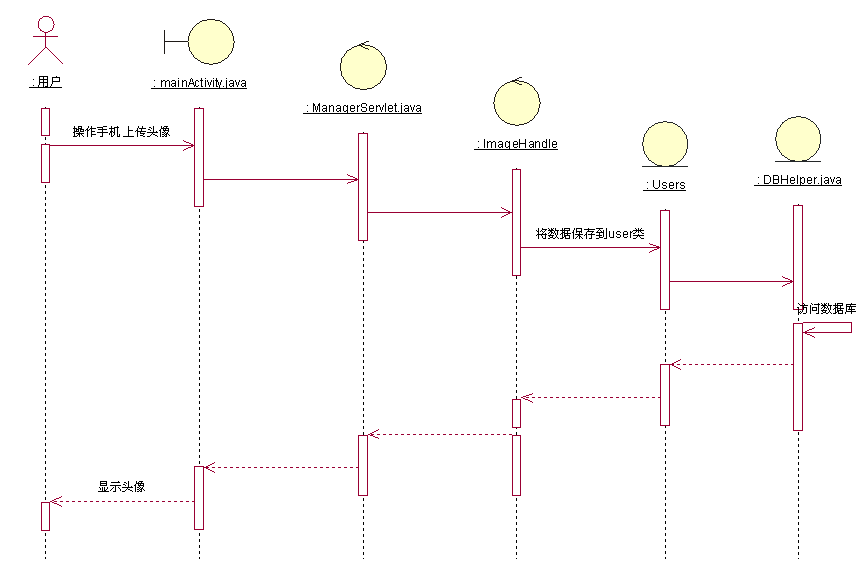 : 用户
: mainActivity.java
: ManagerServlet.java
: ImageHandle
: Users
: DBHelper.java
操作手机 上传头像
将数据保存到user类
访问数据库
显示头像